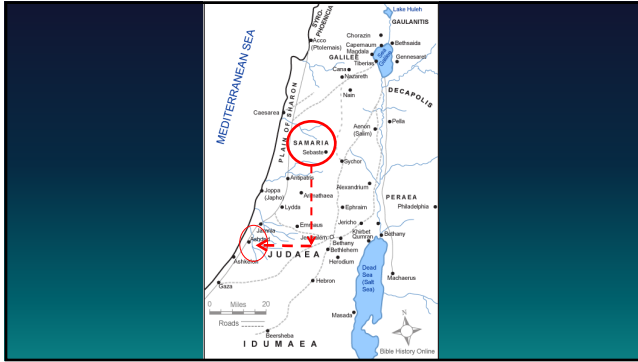 Lake Huleh
SYRO-
PHOENICIA
GAULANITIS
Chorazin
Acco
(Ptolemais)
Capernaum
Bethsaida
Magdala
GALILEE
Sea
Galilee
Tiberias
Gennesaret
Cana
Nazareth
MEDITERRANEAN SEA
Nain
DECAPOLIS
Caesarea
PLAIN OF SHARON
Pella
Aenon
(Salim)
SAMARIA
Sebaste
Sychor
Antipatris
Alexandrium
Joppa
(Japho)
Arimathaea
PERAEA
Lydda
Ephraim
Philadelphia
Jamnia
Emmaus
Jericho
Khirbet
Qumran
Bethany
Jerusalem
Bethany
Bethlehem
JUDAEA
Herodium
Ashkelon
Dead
Sea
(Salt
Sea)
Machaerus
Gaza
Hebron
0 Miles 20
Roads
Masada
Beersheba
IDUMAEA
Bible History Online